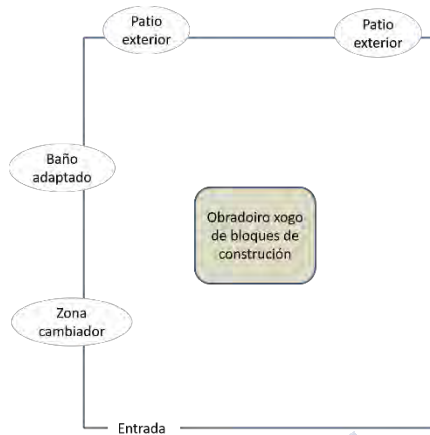 Patio
exterior
Patio
exterior
Baño
adaptado
Obradoiro xogo
de bloques de
construción
Zona
cambiador
Entrada